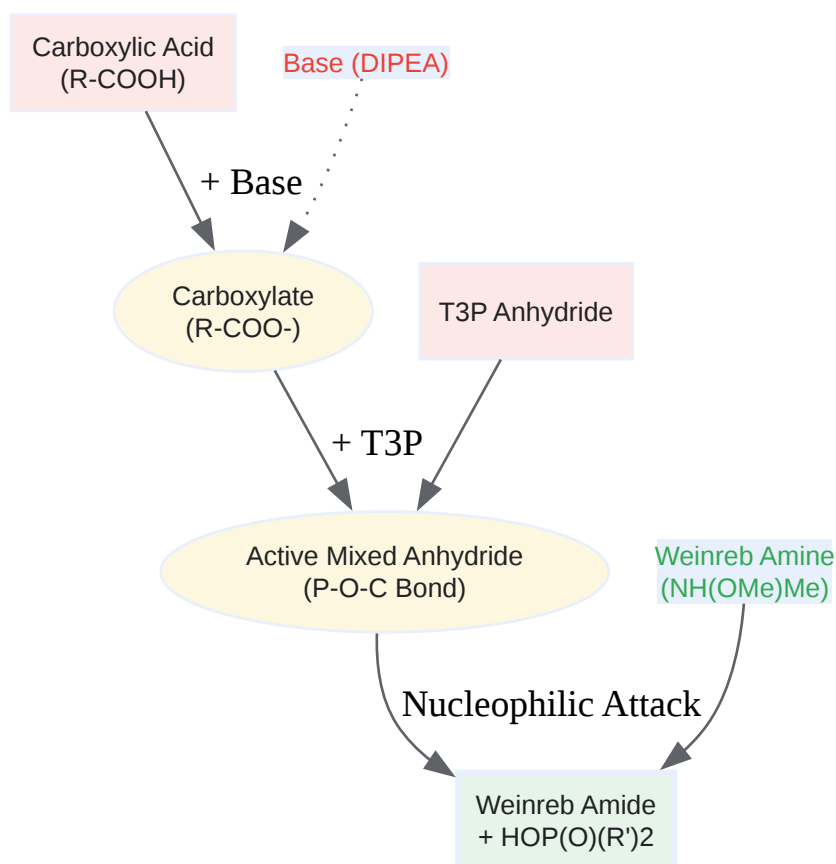 Carboxylic Acid
(R-COOH)
Base (DIPEA)
+ Base
Carboxylate
(R-COO-)
T3P Anhydride
+ T3P
Active Mixed Anhydride
(P-O-C Bond)
Weinreb Amine
(NH(OMe)Me)
Nucleophilic Attack
Weinreb Amide
+ HOP(O)(R')2